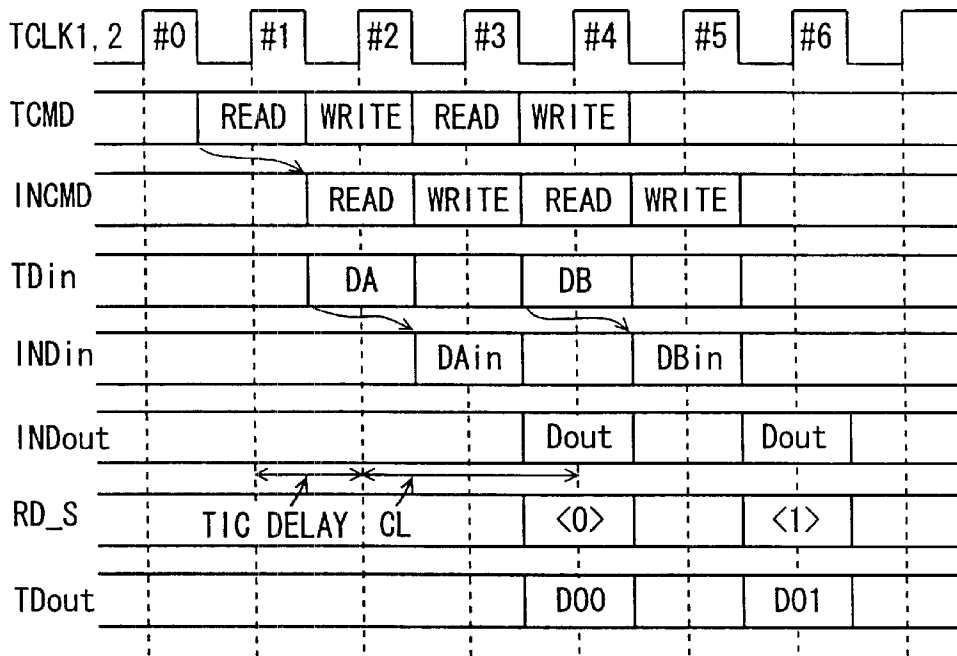 TCLK1,2 #0 #1 #2 #3 #4 #5 #6
TCMD READ WRITE READ WRITE
INCMD READ WRITE READ WRITE
TDin DA DB
INDin DAin DBin
INDout Dout Dout
RD_S TIC DELAY CL <0> <1>
TDout D00 D01